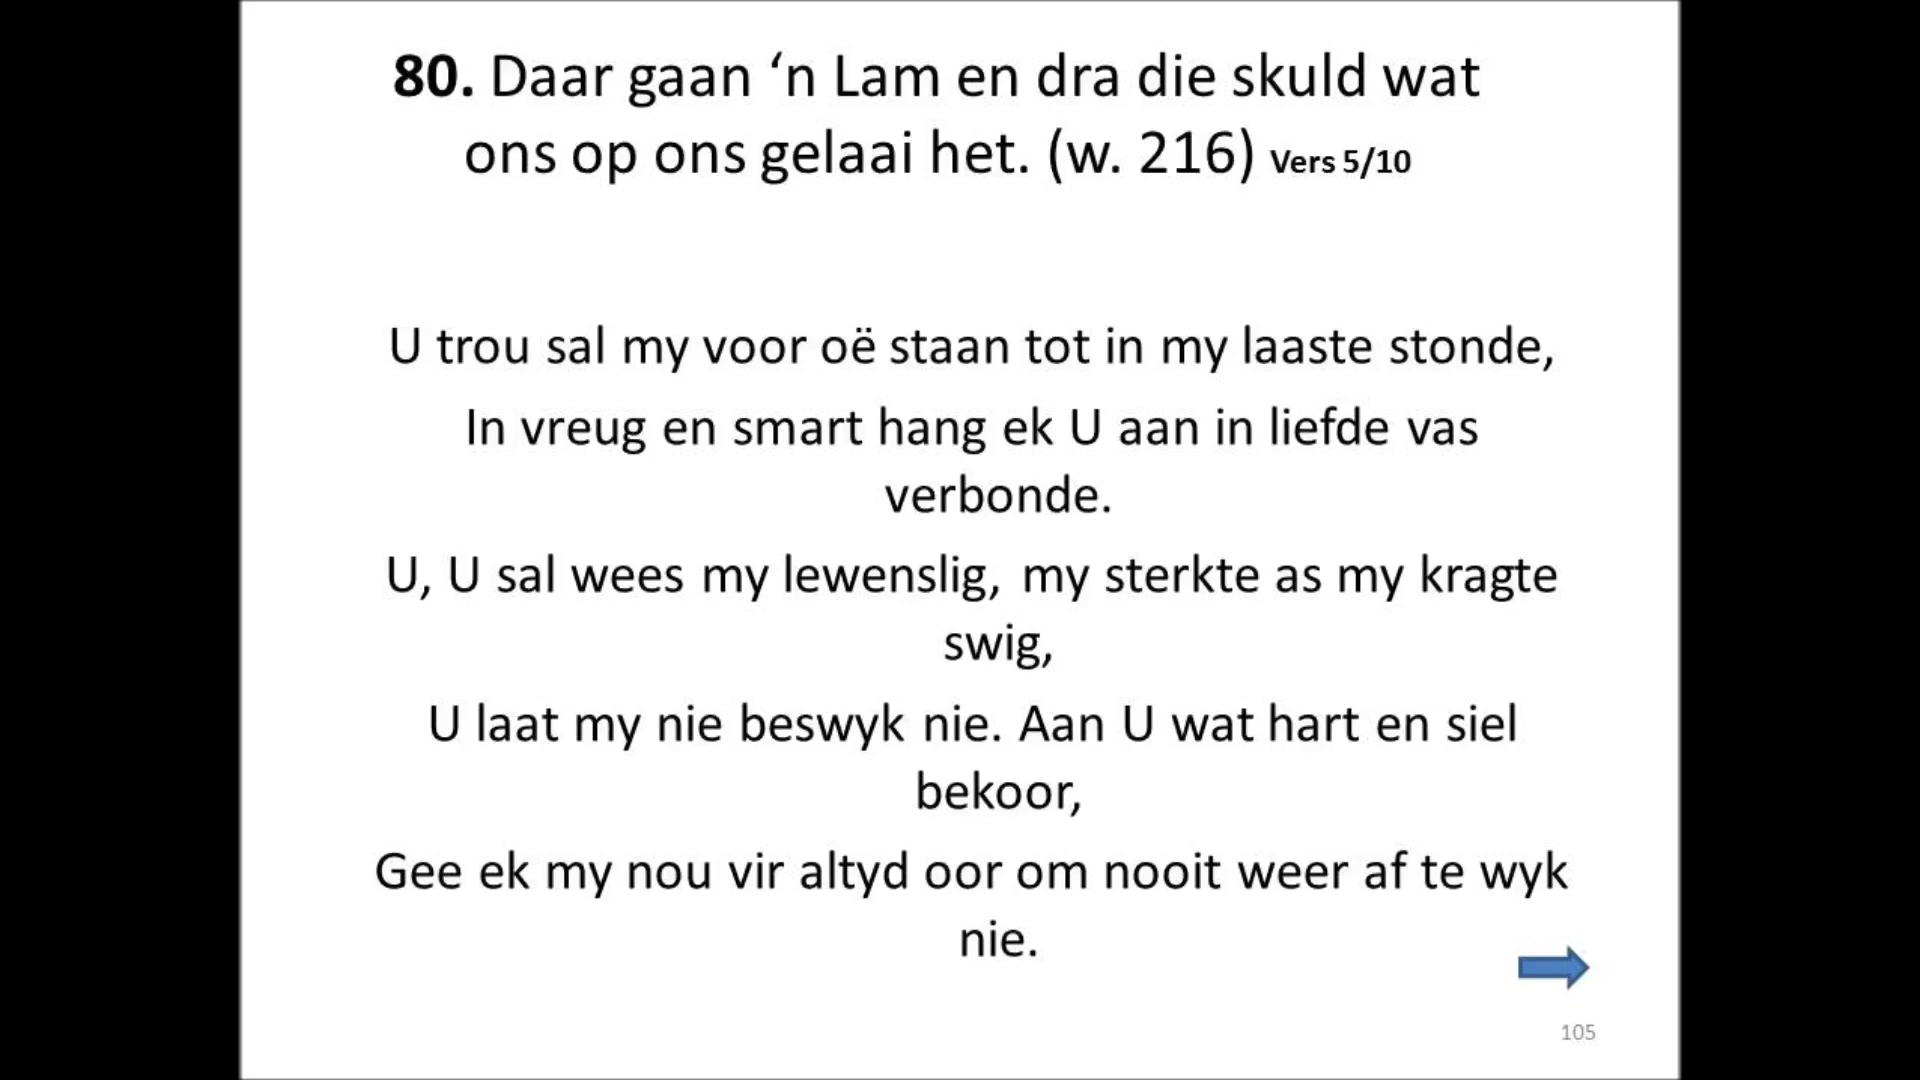 80. Daar gaan ‘n Lam en dra die skuld wat
ons op ons gelaai het. (w. 216) Vers 5/10
U trou sal my voor oë staan tot in my laaste stonde,
In vreug en smart hang ek U aan in liefde vas
verbonde.
U, U sal wees my lewenslig, my sterkte as my kragte
swig,
U laat my nie beswyk nie. Aan U wat hart en siel
bekoor,
Gee ek my nou vir altyd oor om nooit weer af te wyk
nie.
105